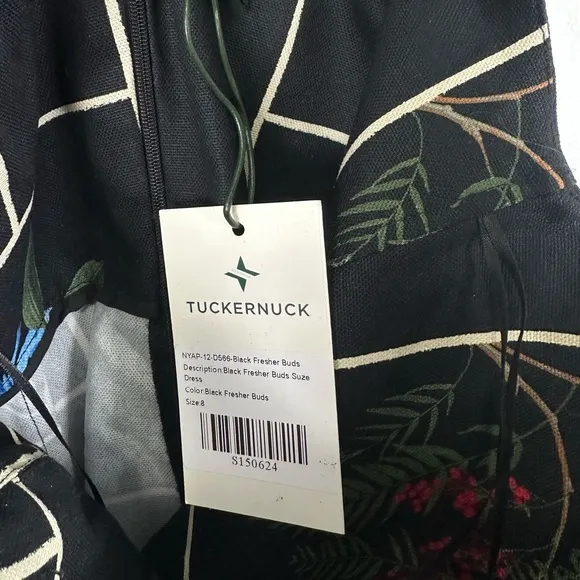 TUCKERNUCK
NYAP-12-D566-Black Fresher Buds
Description:Black Fresher Buds Suze
Dress
Color:Black Fresher Buds
Size:8
S150624